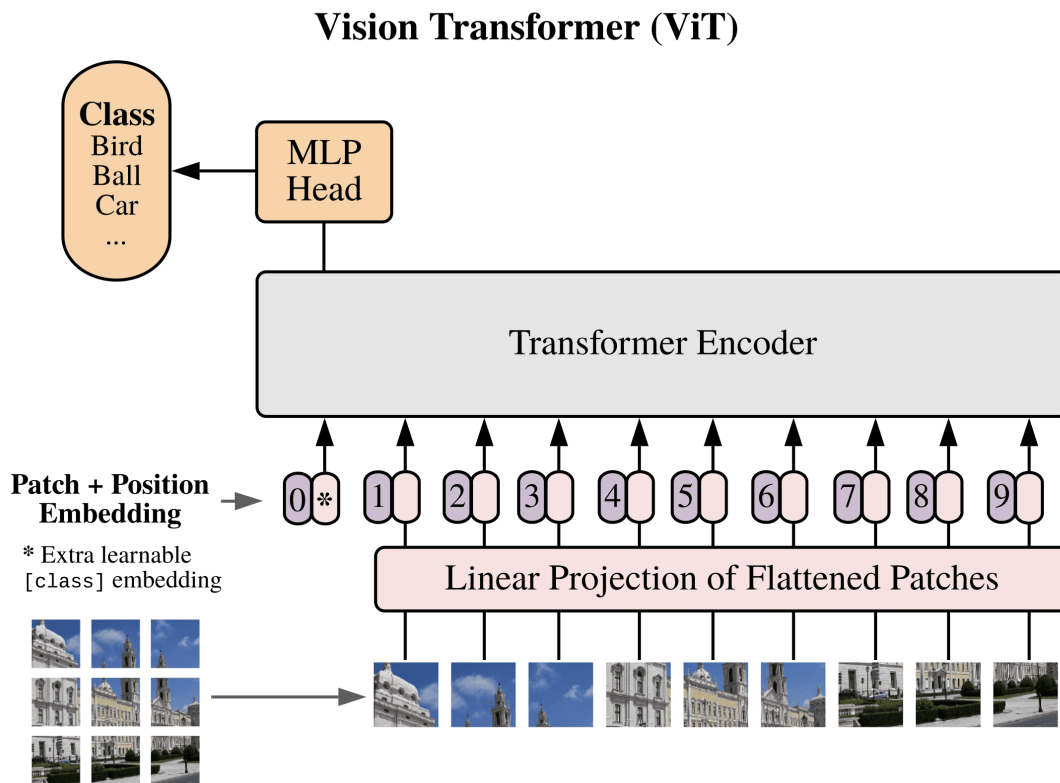 Vision Transformer (ViT)
Class
Bird
Ball
Car
...
MLP
Head
Transformer Encoder
Patch + Position
Embedding
0 * 1 2 3 4 5 6 7 8 9
* Extra learnable
[class] embedding
Linear Projection of Flattened Patches